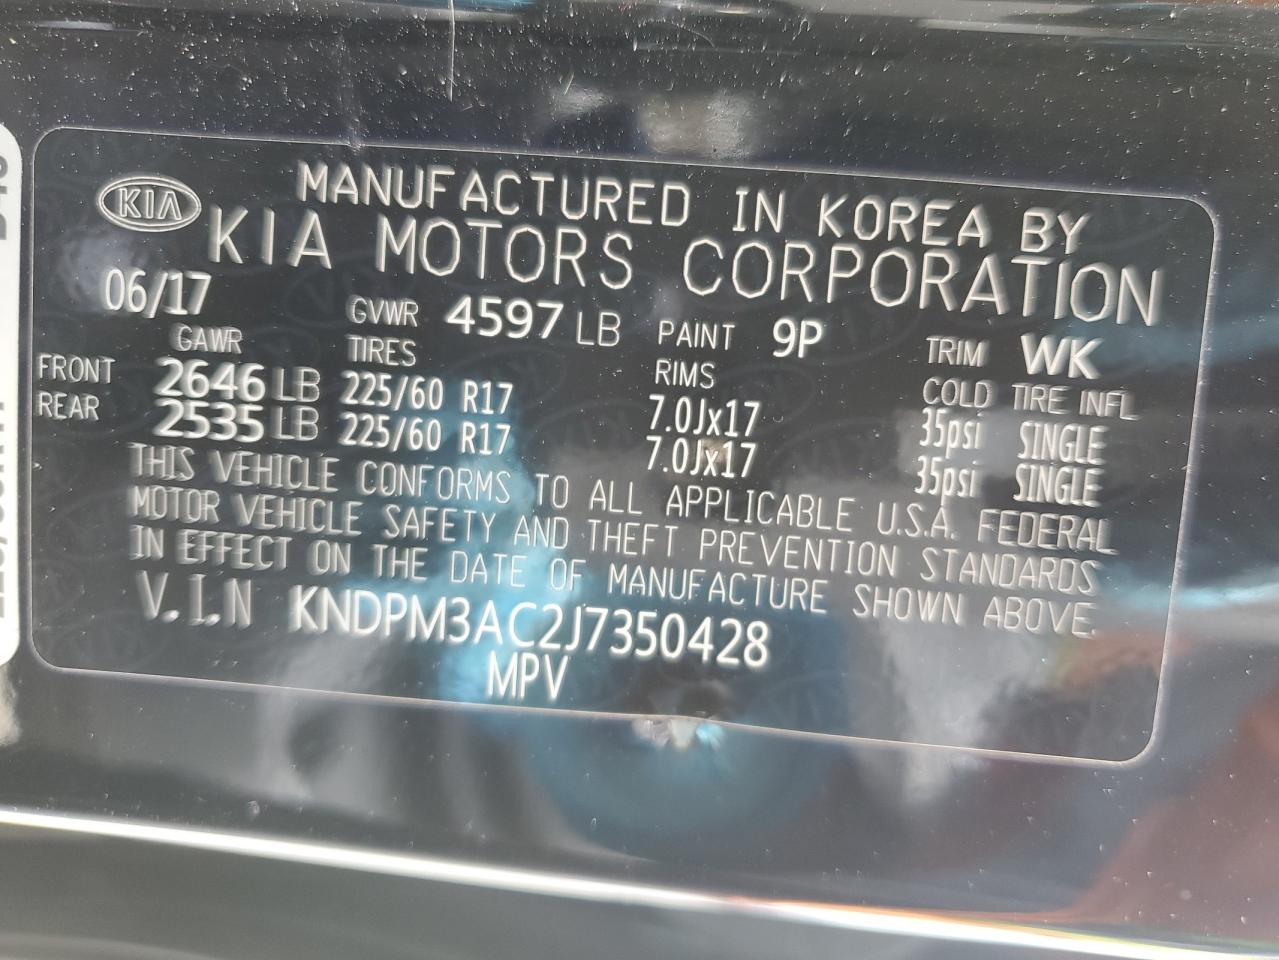 KIA
MANUFACTURED IN KOREA BY
KIA MOTORS CORPORATION
06/17 GVWR 4597 LB PAINT 9P TRIM WK
GAWR TIRES RIMS COLD TIRE INFL
FRONT 2646 LB 225/60 R17 7.0Jx17 35psi SINGLE
REAR 2535 LB 225/60 R17 7.0Jx17 35psi SINGLE
THIS VEHICLE CONFORMS TO ALL APPLICABLE U.S.A. FEDERAL
MOTOR VEHICLE SAFETY AND THEFT PREVENTION STANDARDS
IN EFFECT ON THE DATE OF MANUFACTURE SHOWN ABOVE.
V.I.N KNDPM3AC2J7350428
MPV